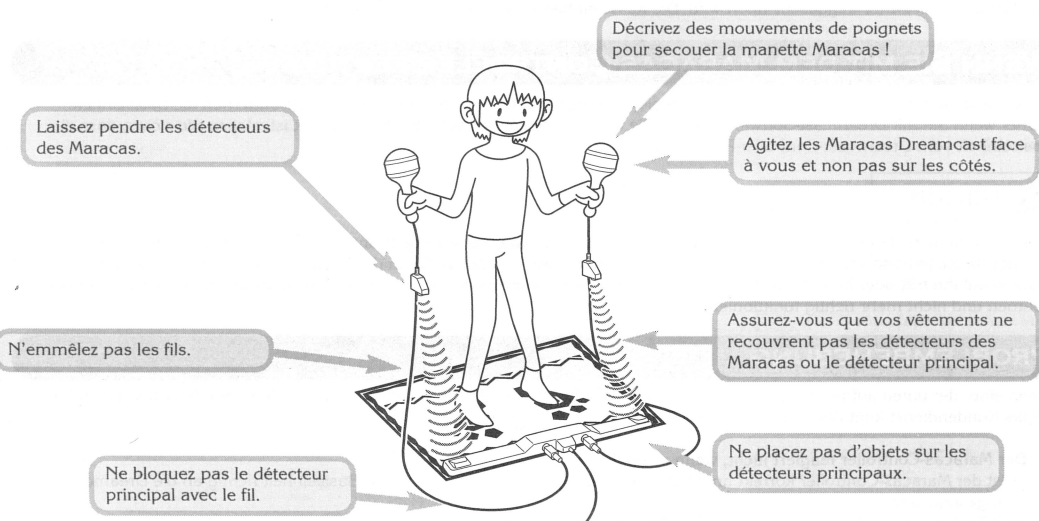 Décrivez des mouvements de poignets
pour secouer la manette Maracas !
Laissez pendre les détecteurs
des Maracas.
Agitez les Maracas Dreamcast face
à vous et non pas sur les côtés.
N'emmêlez pas les fils.
Assurez-vous que vos vêtements ne
recouvrent pas les détecteurs des
Maracas ou le détecteur principal.
Ne bloquez pas le détecteur
principal avec le fil.
Ne placez pas d'objets sur les
détecteurs principaux.